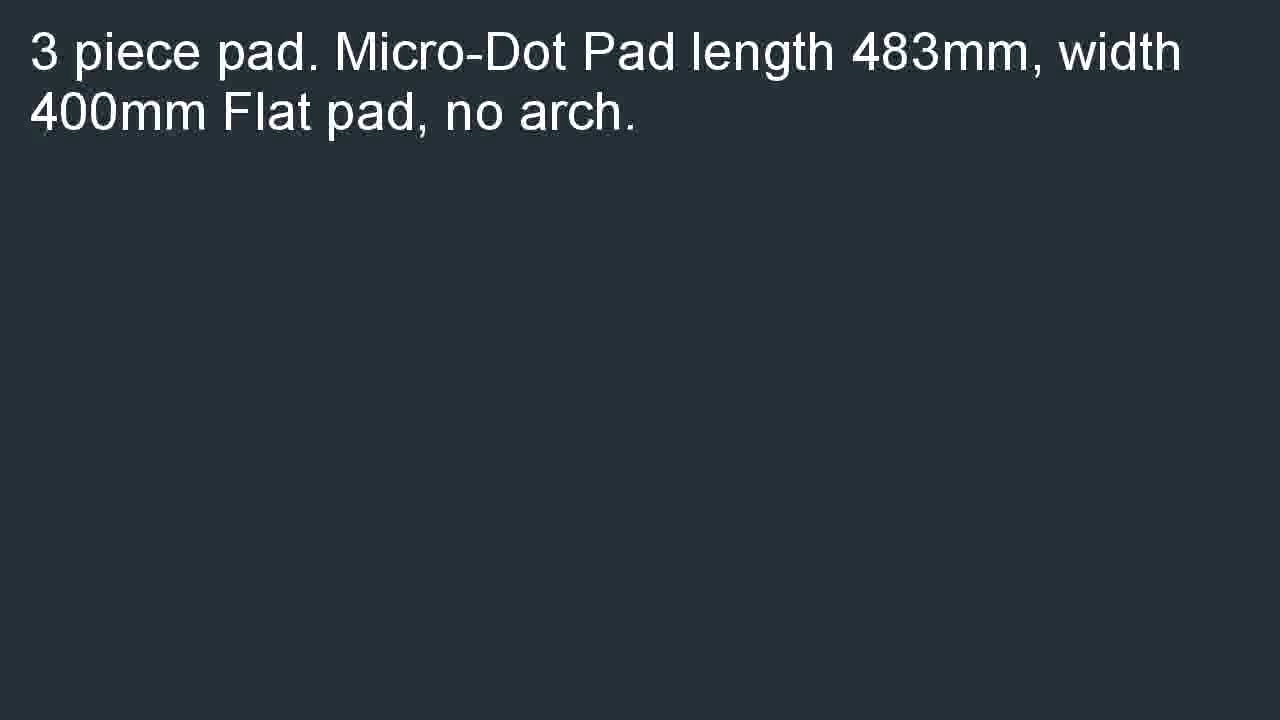 3 piece pad. Micro-Dot Pad length 483mm, width
400mm Flat pad, no arch.